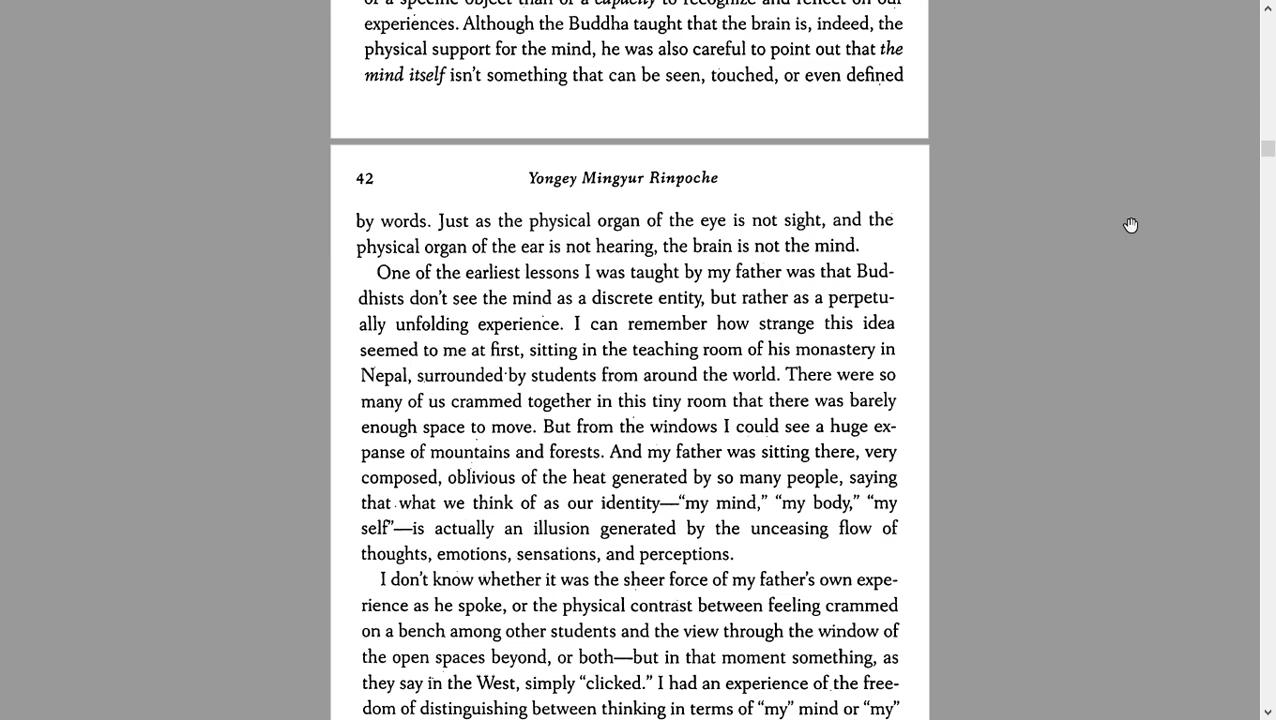 of a specific object than of a capacity to recognize and reflect on our
experiences. Although the Buddha taught that the brain is, indeed, the
physical support for the mind, he was also careful to point out that the
mind itself isn't something that can be seen, touched, or even defined
42 Yongey Mingyur Rinpoche
by words. Just as the physical organ of the eye is not sight, and the
physical organ of the ear is not hearing, the brain is not the mind.
One of the earliest lessons I was taught by my father was that Bud-
dhists don't see the mind as a discrete entity, but rather as a perpetu-
ally unfolding experience. I can remember how strange this idea
seemed to me at first, sitting in the teaching room of his monastery in
Nepal, surrounded by students from around the world. There were so
many of us crammed together in this tiny room that there was barely
enough space to move. But from the windows I could see a huge ex-
panse of mountains and forests. And my father was sitting there, very
composed, oblivious of the heat generated by so many people, saying
that what we think of as our identity—“my mind,” “my body,” “my
self”—is actually an illusion generated by the unceasing flow of
thoughts, emotions, sensations, and perceptions.
I don't know whether it was the sheer force of my father's own expe-
rience as he spoke, or the physical contrast between feeling crammed
on a bench among other students and the view through the window of
the open spaces beyond, or both—but in that moment something, as
they say in the West, simply “clicked.” I had an experience of the free-
dom of distinguishing between thinking in terms of “my” mind or “my”